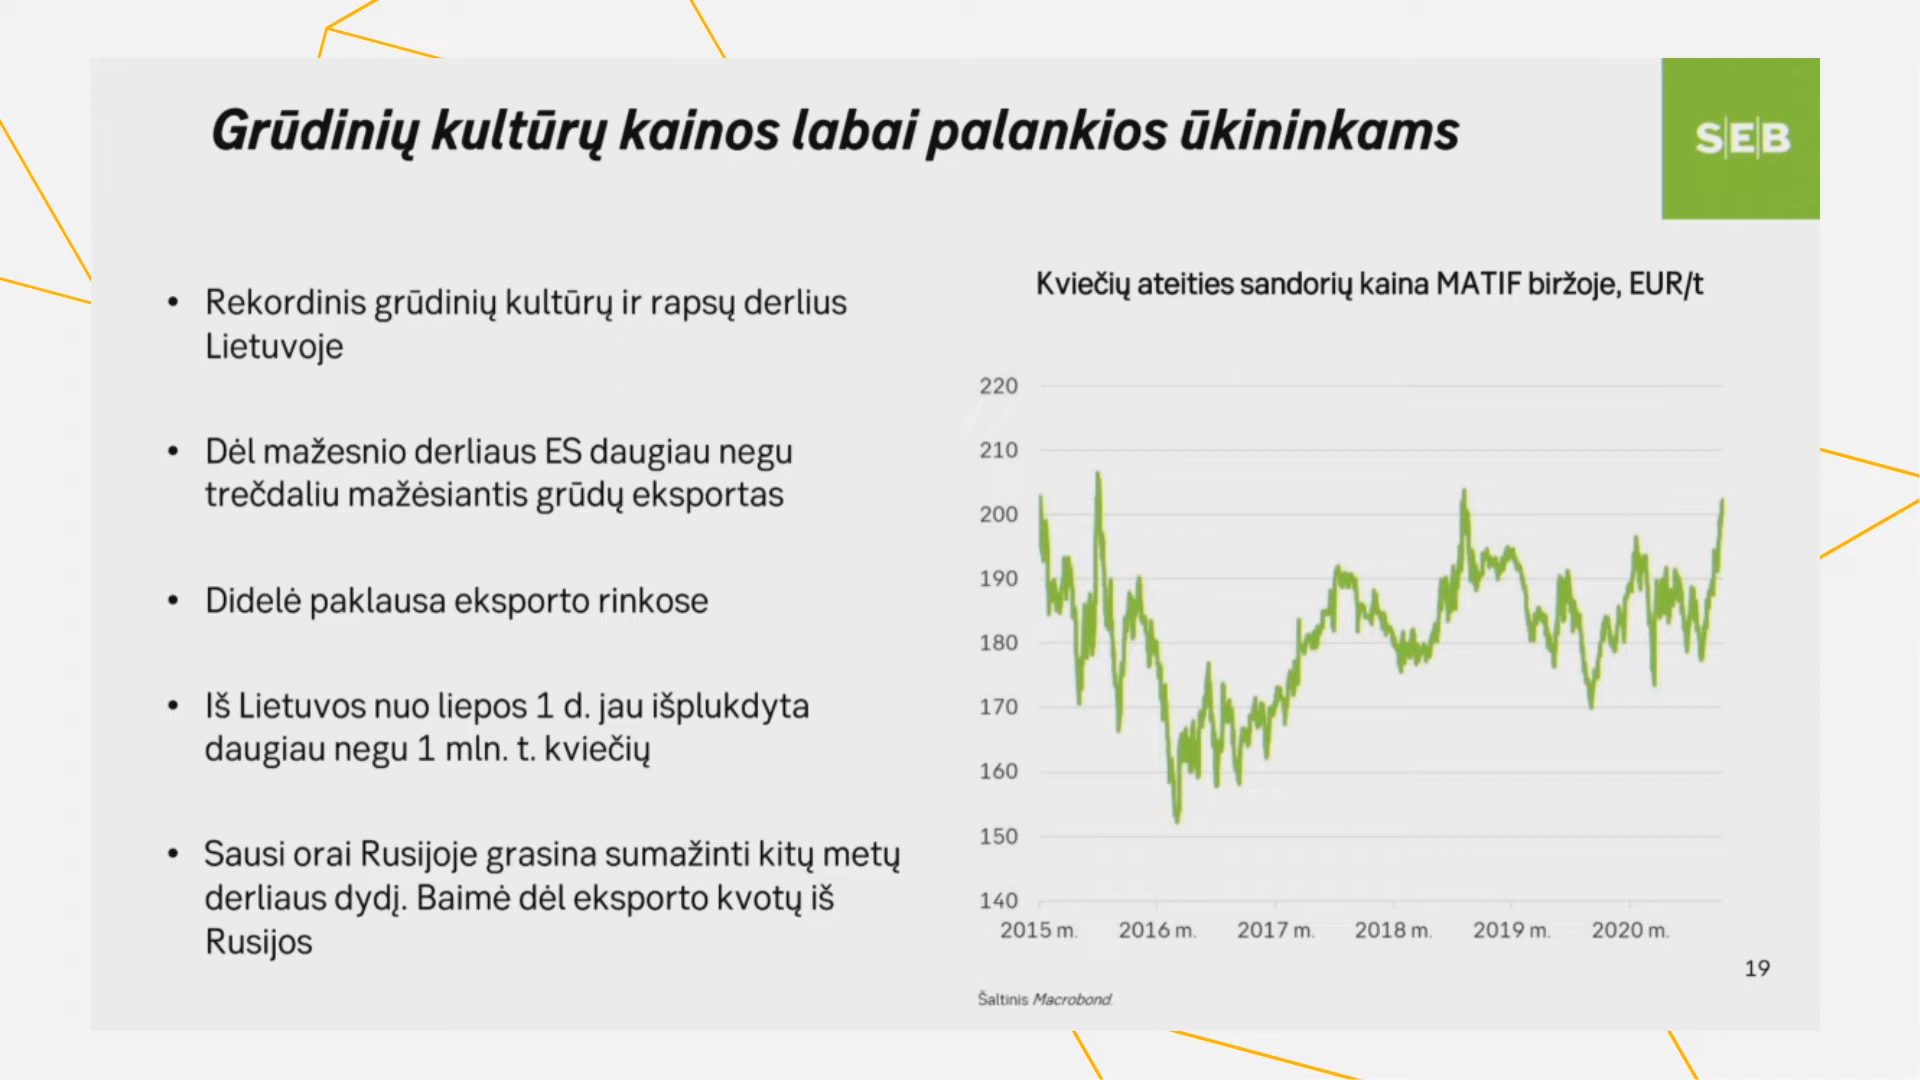 Grūdinių kultūrų kainos labai palankios ūkininkams
S|E|B
• Rekordinis grūdinių kultūrų ir rapsų derlius
Lietuvoje
• Dėl mažesnio derliaus ES daugiau negu
trečdaliu mažėsiantis grūdų eksportas
• Didelė paklausa eksporto rinkose
• Iš Lietuvos nuo liepos 1 d. jau išplukdyta
daugiau negu 1 mln. t. kviečių
• Sausi orai Rusijoje grasina sumažinti kitų metų
derliaus dydį. Baimė dėl eksporto kvotų iš
Rusijos
Kviečių ateities sandorių kaina MATIF biržoje, EUR/t
220
210
200
190
180
170
160
150
140
2015 m. 2016 m. 2017 m. 2018 m. 2019 m. 2020 m.
19
Šaltinis Macrobond.